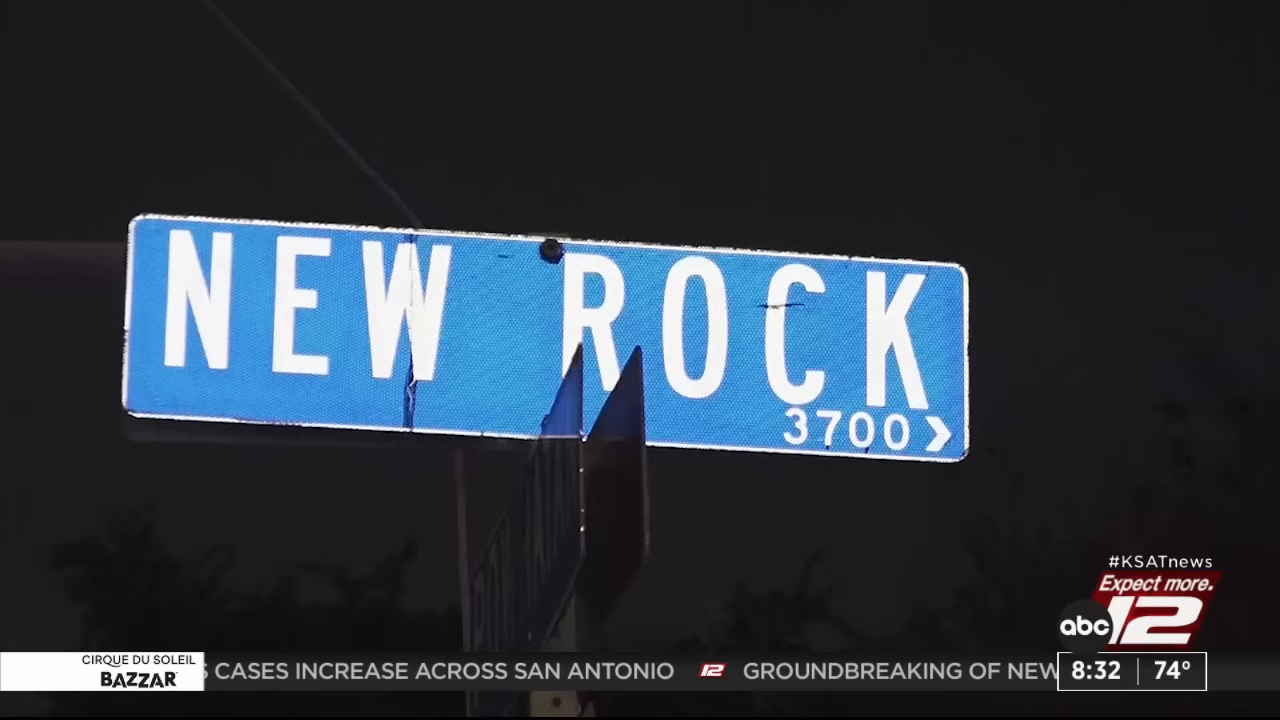 NEW ROCK
3700
#KSATnews
Expect more.
abc 12
CIRQUE DU SOLEIL
BAZZAR
S CASES INCREASE ACROSS SAN ANTONIO 12 GROUNDBREAKING OF NEW
8:32 74°